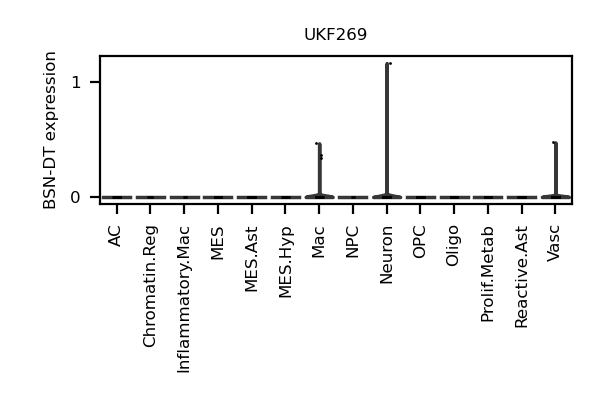 UKF269
BSN-DT expression
1
0
AC
Chromatin.Reg
Inflammatory.Mac
MES
MES.Ast
MES.Hyp
Mac
NPC
Neuron
OPC
Oligo
Prolif.Metab
Reactive.Ast
Vasc